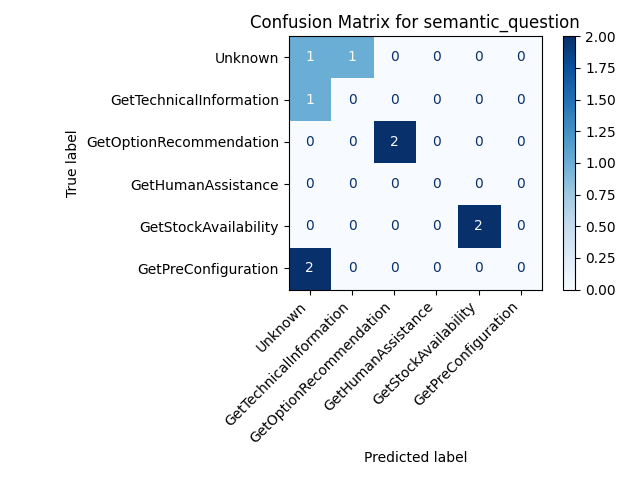 Confusion Matrix for semantic_question
True label
Unknown 1 1 0 0 0 0
GetTechnicalInformation 1 0 0 0 0 0
GetOptionRecommendation 0 0 2 0 0 0
GetHumanAssistance 0 0 0 0 0 0
GetStockAvailability 0 0 0 0 2 0
GetPreConfiguration 2 0 0 0 0 0
Unknown
GetTechnicalInformation
GetOptionRecommendation
GetHumanAssistance
GetStockAvailability
GetPreConfiguration
Predicted label
2.00
1.75
1.50
1.25
1.00
0.75
0.50
0.25
0.00